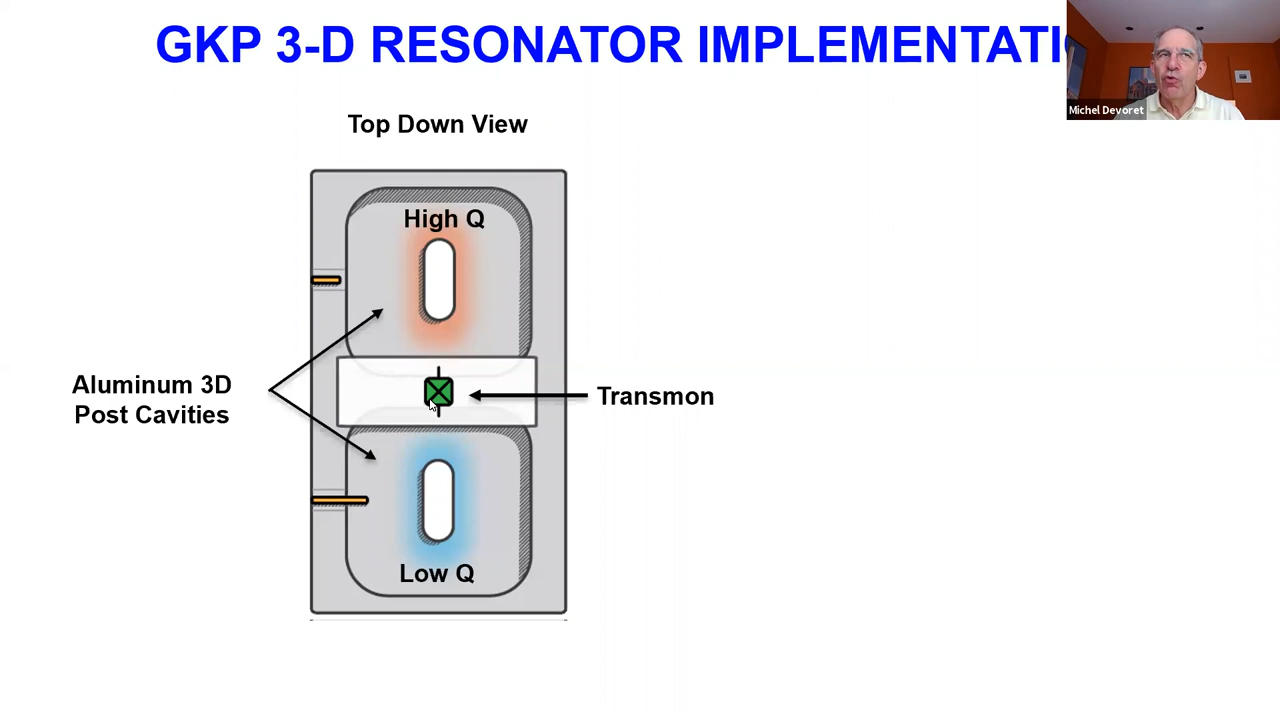 GKP 3-D RESONATOR IMPLEMENTATI
Michel Devoret
Top Down View
High Q
Aluminum 3D
Post Cavities
Transmon
Low Q